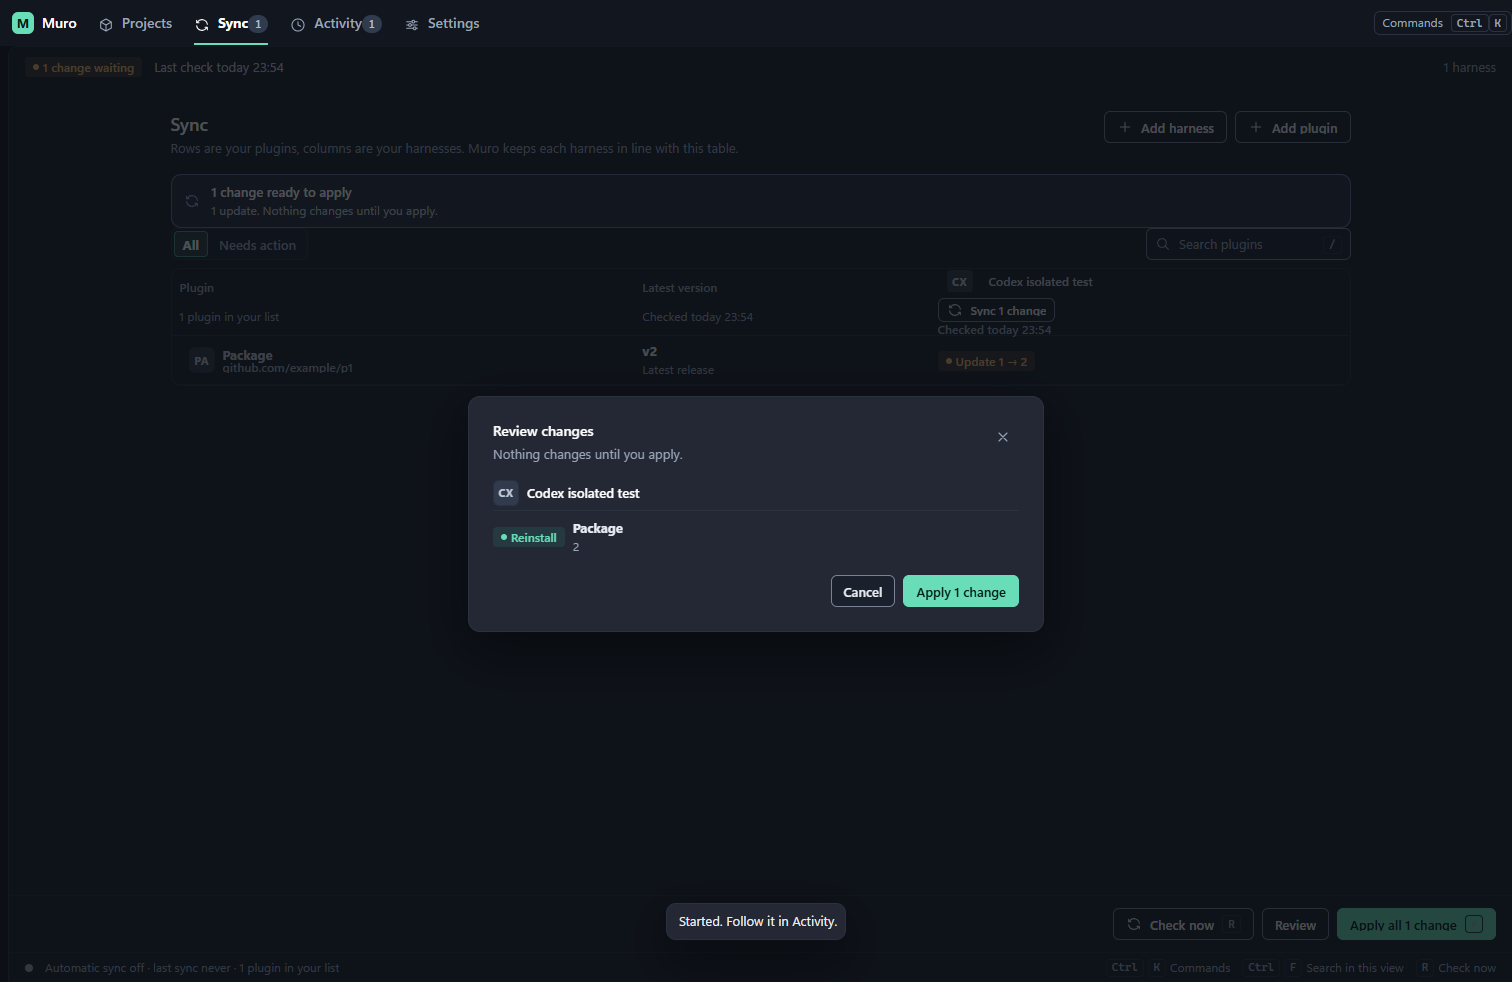 M Muro Projects Sync 1 Activity 1 Settings Commands Ctrl K
1 change waiting Last check today 23:54 1 harness
Sync
Add harness Add plugin
Rows are your plugins, columns are your harnesses. Muro keeps each harness in line with this table.
1 change ready to apply
1 update. Nothing changes until you apply.
All Needs action Search plugins /
Plugin Latest version CX Codex isolated test
1 plugin in your list Checked today 23:54 Sync 1 change
Checked today 23:54
PA Package v2 Update 1 → 2
github.com/example/p1 Latest release
Review changes
Nothing changes until you apply.
CX Codex isolated test
Reinstall Package
2
Cancel Apply 1 change
Started. Follow it in Activity.
Check now R Review Apply all 1 change
Automatic sync off · last sync never · 1 plugin in your list Ctrl K Commands Ctrl F Search in this view R Check now